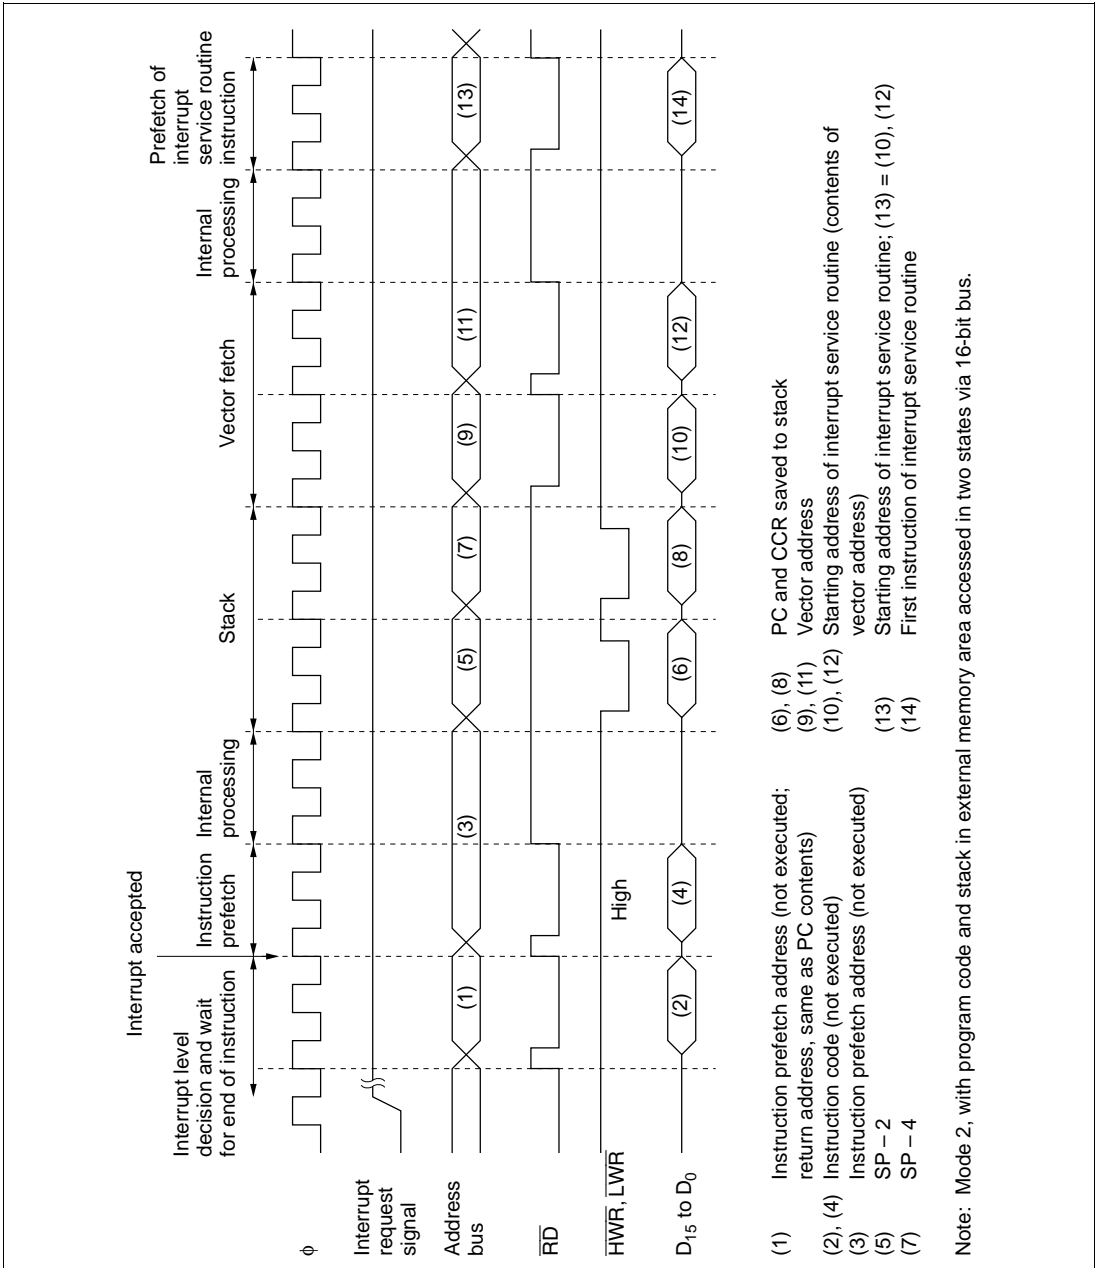 Interrupt accepted
Interrupt level
decision and wait
for end of instruction
Instruction
prefetch
Internal
processing
Stack
Vector fetch
Internal
processing
Prefetch of
interrupt
service routine
instruction
φ
Interrupt
request
signal
Address
bus
(1)
(3)
(5)
(7)
(9)
(11)
(13)
RD
HWR, LWR
High
D15 to D0
(2)
(4)
(6)
(8)
(10)
(12)
(14)
(1) Instruction prefetch address (not executed;
return address, same as PC contents)
(2), (4) Instruction code (not executed)
(3) Instruction prefetch address (not executed)
(5) SP – 2
(7) SP – 4
(6), (8) PC and CCR saved to stack
(9), (11) Vector address
(10), (12) Starting address of interrupt service routine (contents of
vector address)
(13) Starting address of interrupt service routine; (13) = (10), (12)
(14) First instruction of interrupt service routine
Note: Mode 2, with program code and stack in external memory area accessed in two states via 16-bit bus.